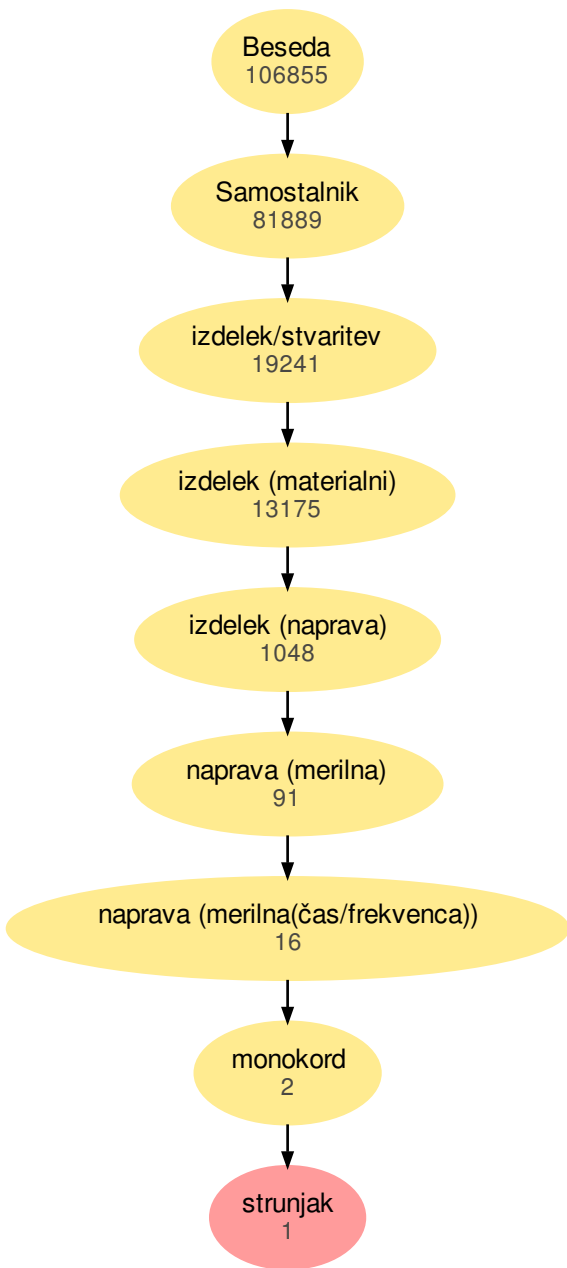 Beseda
106855
Samostalnik
81889
izdelek/stvaritev
19241
izdelek (materialni)
13175
izdelek (naprava)
1048
naprava (merilna)
91
naprava (merilna(čas/frekvenca))
16
monokord
2
strunjak
1